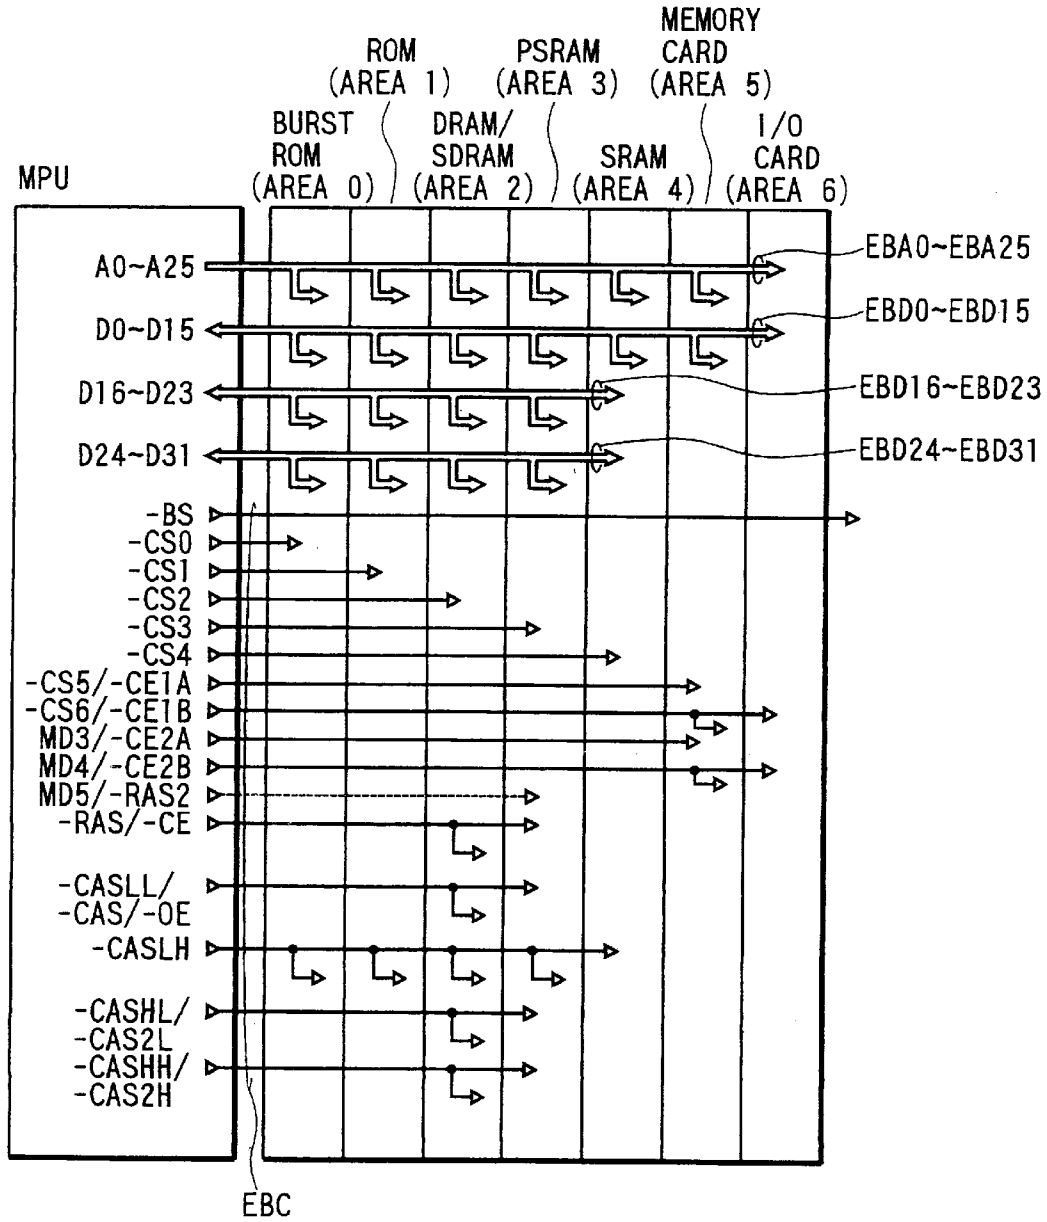 MEMORY
CARD
(AREA 5)
ROM
(AREA 1)
PSRAM
(AREA 3)
BURST
ROM
(AREA 0)
DRAM/
SDRAM
(AREA 2)
SRAM
(AREA 4)
I/O
CARD
(AREA 6)
MPU
A0~A25
EBA0~EBA25
D0~D15
EBD0~EBD15
D16~D23
EBD16~EBD23
D24~D31
EBD24~EBD31
-BS
-CS0
-CS1
-CS2
-CS3
-CS4
-CS5/-CE1A
-CS6/-CE1B
MD3/-CE2A
MD4/-CE2B
MD5/-RAS2
-RAS/-CE
-CASLL/
-CAS/-OE
-CASLH
-CASHL/
-CAS2L
-CASHH/
-CAS2H
EBC